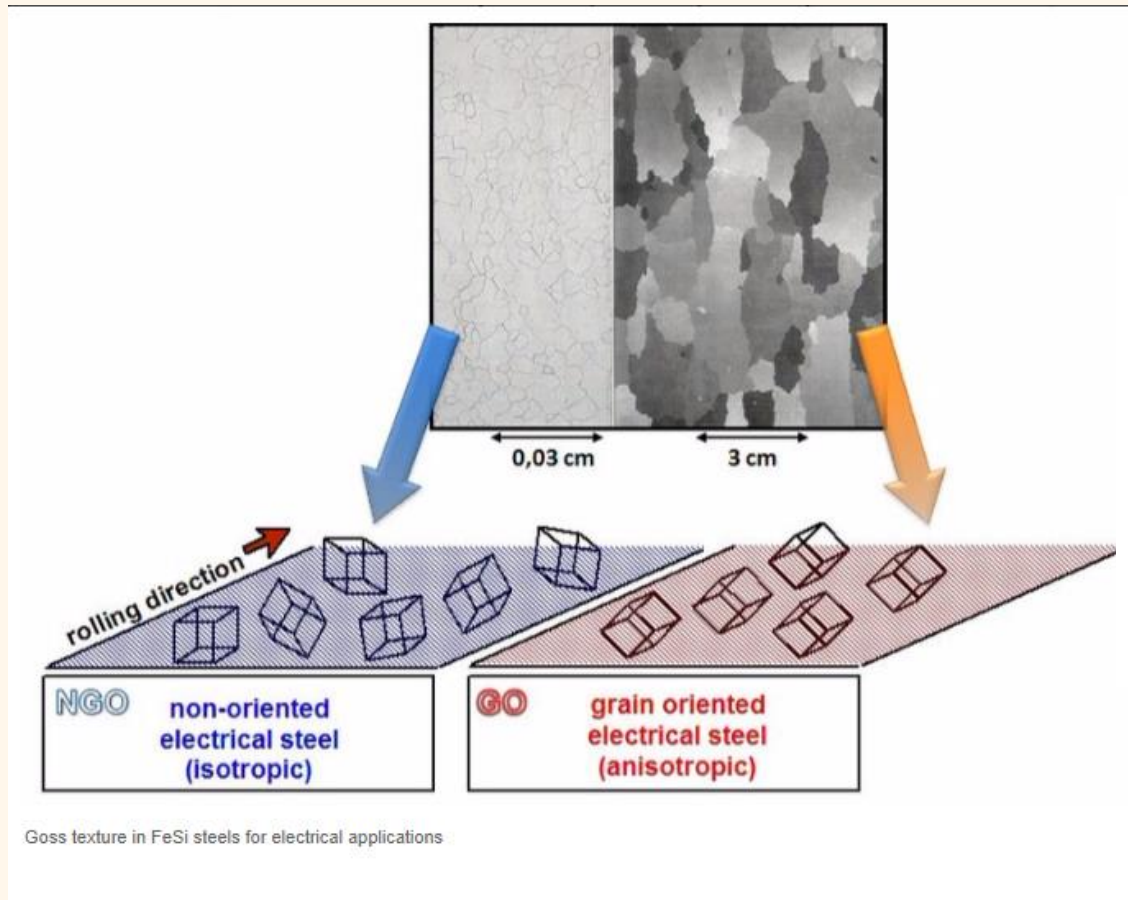 0,03 cm
3 cm
rolling direction
NGO
non-oriented
electrical steel
(isotropic)
GO
grain oriented
electrical steel
(anisotropic)
Goss texture in FeSi steels for electrical applications